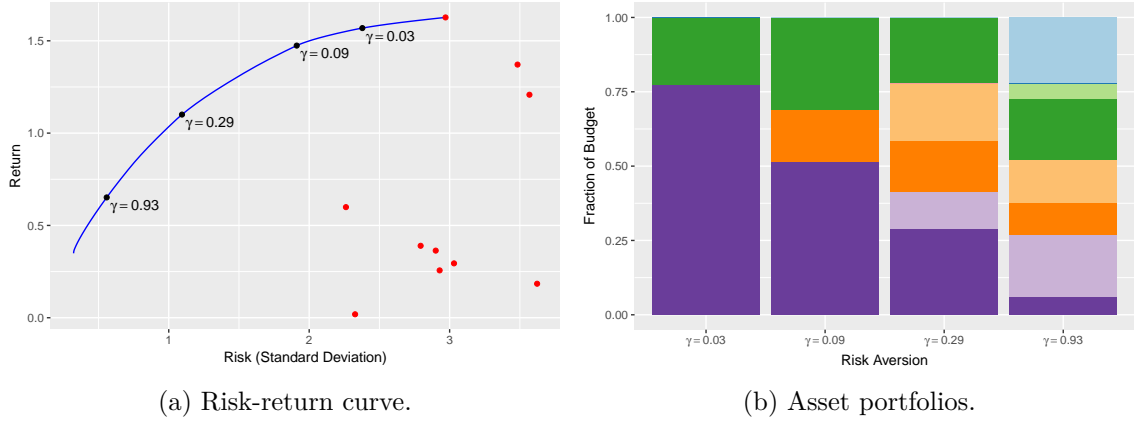 1.5
1.0
0.5
0.0
Return
γ = 0.03
γ = 0.09
γ = 0.29
γ = 0.93
1 2 3
Risk (Standard Deviation)
(a) Risk-return curve.
1.00
0.75
0.50
0.25
0.00
Fraction of Budget
γ = 0.03 γ = 0.09 γ = 0.29 γ = 0.93
Risk Aversion
(b) Asset portfolios.